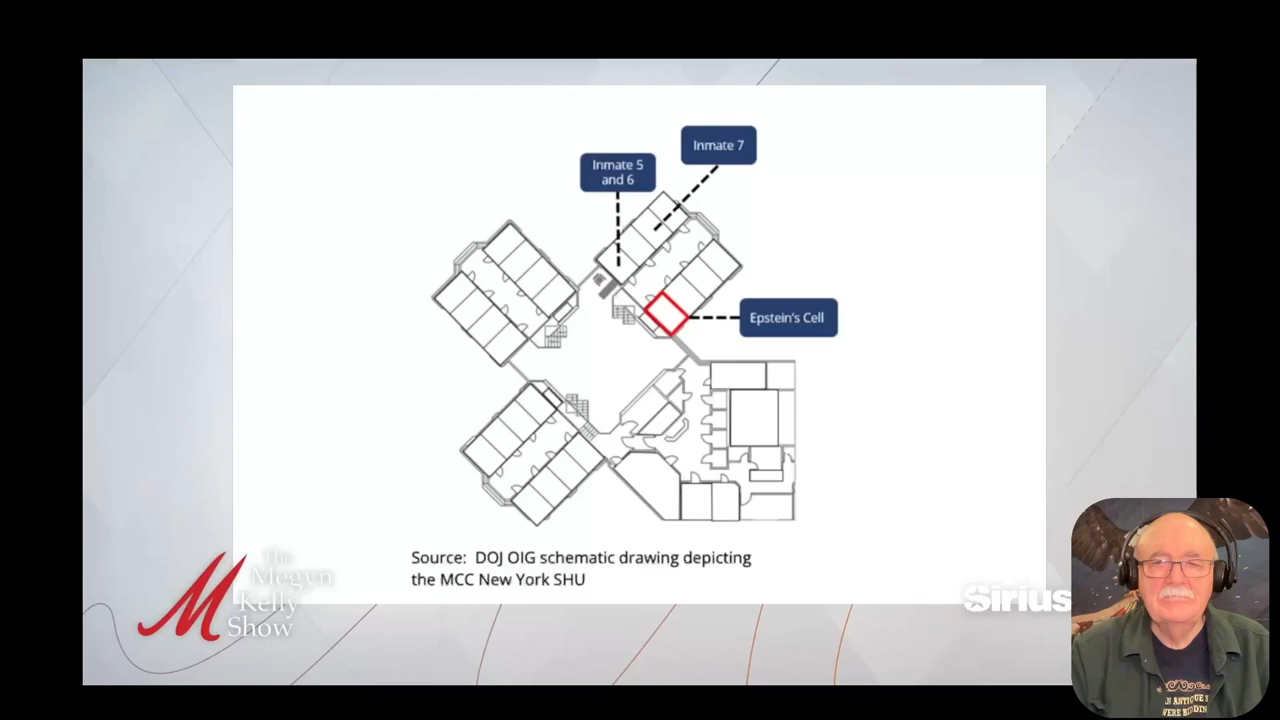 Inmate 7
Inmate 5
and 6
Epstein's Cell
Source: DOJ OIG schematic drawing depicting
the MCC New York SHU
The
Megyn
Kelly
Show
Sirius